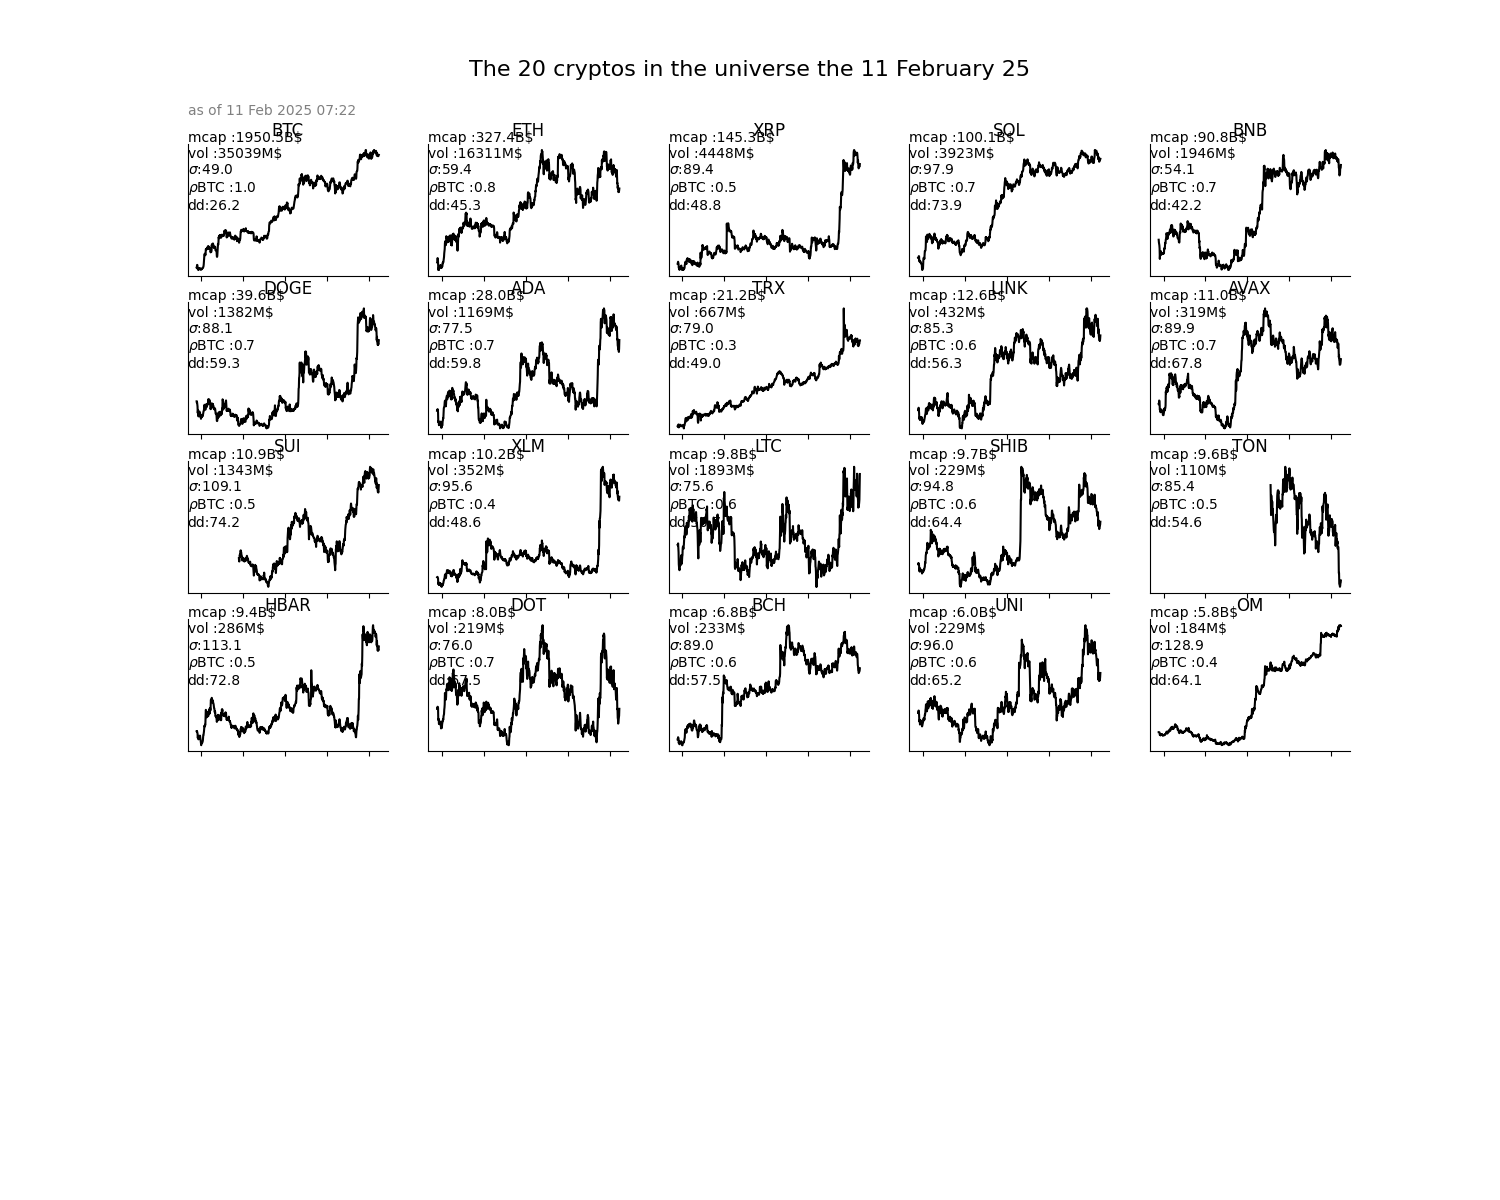 The 20 cryptos in the universe the 11 February 25
as of 11 Feb 2025 07:22
BTC
mcap :1950.5B$
vol :35039M$
σ:49.0
ρBTC :1.0
dd:26.2
ETH
mcap :327.4B$
vol :16311M$
σ:59.4
ρBTC :0.8
dd:45.3
XRP
mcap :145.3B$
vol :4448M$
σ:89.4
ρBTC :0.5
dd:48.8
SOL
mcap :100.1B$
vol :3923M$
σ:97.9
ρBTC :0.7
dd:73.9
BNB
mcap :90.8B$
vol :1946M$
σ:54.1
ρBTC :0.7
dd:42.2
DOGE
mcap :39.6B$
vol :1382M$
σ:88.1
ρBTC :0.7
dd:59.3
ADA
mcap :28.0B$
vol :1169M$
σ:77.5
ρBTC :0.7
dd:59.8
TRX
mcap :21.2B$
vol :667M$
σ:79.0
ρBTC :0.3
dd:49.0
LINK
mcap :12.6B$
vol :432M$
σ:85.3
ρBTC :0.6
dd:56.3
AVAX
mcap :11.0B$
vol :319M$
σ:89.9
ρBTC :0.7
dd:67.8
SUI
mcap :10.9B$
vol :1343M$
σ:109.1
ρBTC :0.5
dd:74.2
XLM
mcap :10.2B$
vol :352M$
σ:95.6
ρBTC :0.4
dd:48.6
LTC
mcap :9.8B$
vol :1893M$
σ:75.6
ρBTC :0.6
SHIB
mcap :9.7B$
vol :229M$
σ:94.8
ρBTC :0.6
dd:64.4
TON
mcap :9.6B$
vol :110M$
σ:85.4
ρBTC :0.5
dd:54.6
HBAR
mcap :9.4B$
vol :286M$
σ:113.1
ρBTC :0.5
dd:72.8
DOT
mcap :8.0B$
vol :219M$
σ:76.0
ρBTC :0.7
dd:67.5
BCH
mcap :6.8B$
vol :233M$
σ:89.0
ρBTC :0.6
dd:57.5
UNI
mcap :6.0B$
vol :229M$
σ:96.0
ρBTC :0.6
dd:65.2
OM
mcap :5.8B$
vol :184M$
σ:128.9
ρBTC :0.4
dd:64.1